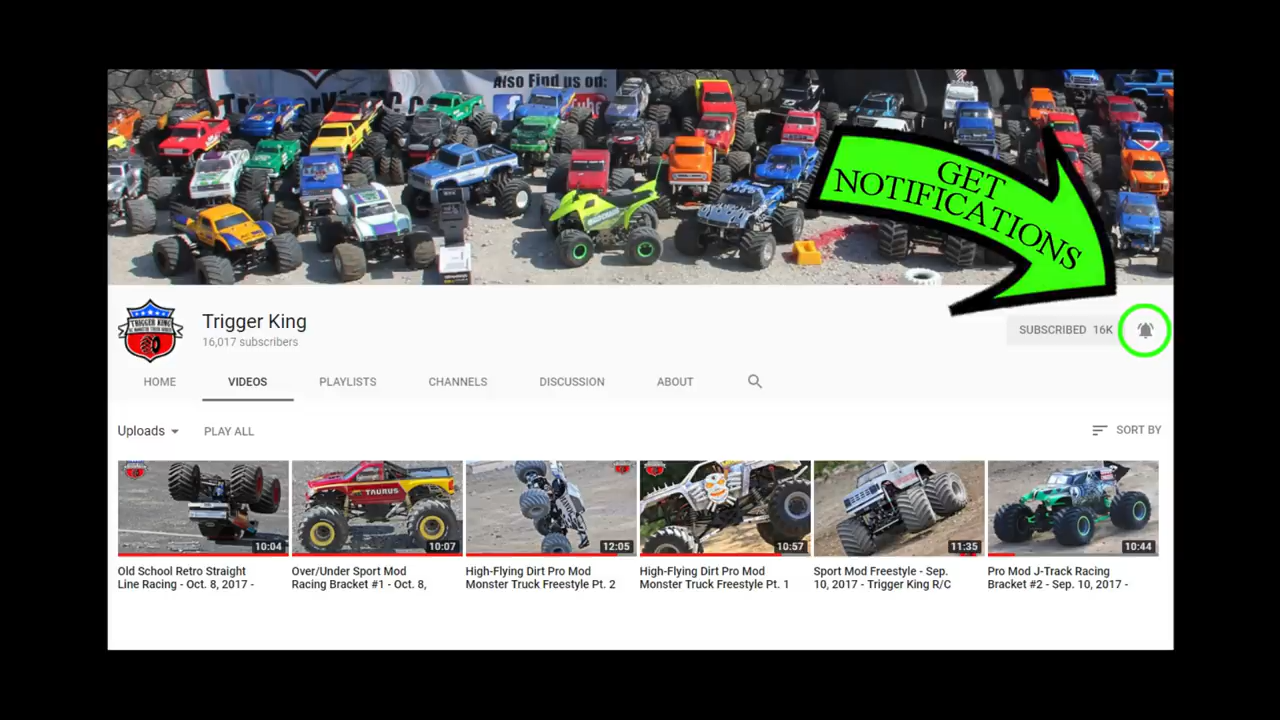 Also Find us on:
GET
NOTIFICATIONS
TRIGGER KING
Trigger King
16,017 subscribers
SUBSCRIBED 16K
HOME
VIDEOS
PLAYLISTS
CHANNELS
DISCUSSION
ABOUT
Uploads
PLAY ALL
SORT BY
TAURUS
10:04
10:07
12:05
10:57
11:35
10:44
Old School Retro Straight
Line Racing - Oct. 8, 2017 -
Over/Under Sport Mod
Racing Bracket #1 - Oct. 8,
High-Flying Dirt Pro Mod
Monster Truck Freestyle Pt. 2
High-Flying Dirt Pro Mod
Monster Truck Freestyle Pt. 1
Sport Mod Freestyle - Sep.
10, 2017 - Trigger King R/C
Pro Mod J-Track Racing
Bracket #2 - Sep. 10, 2017 -